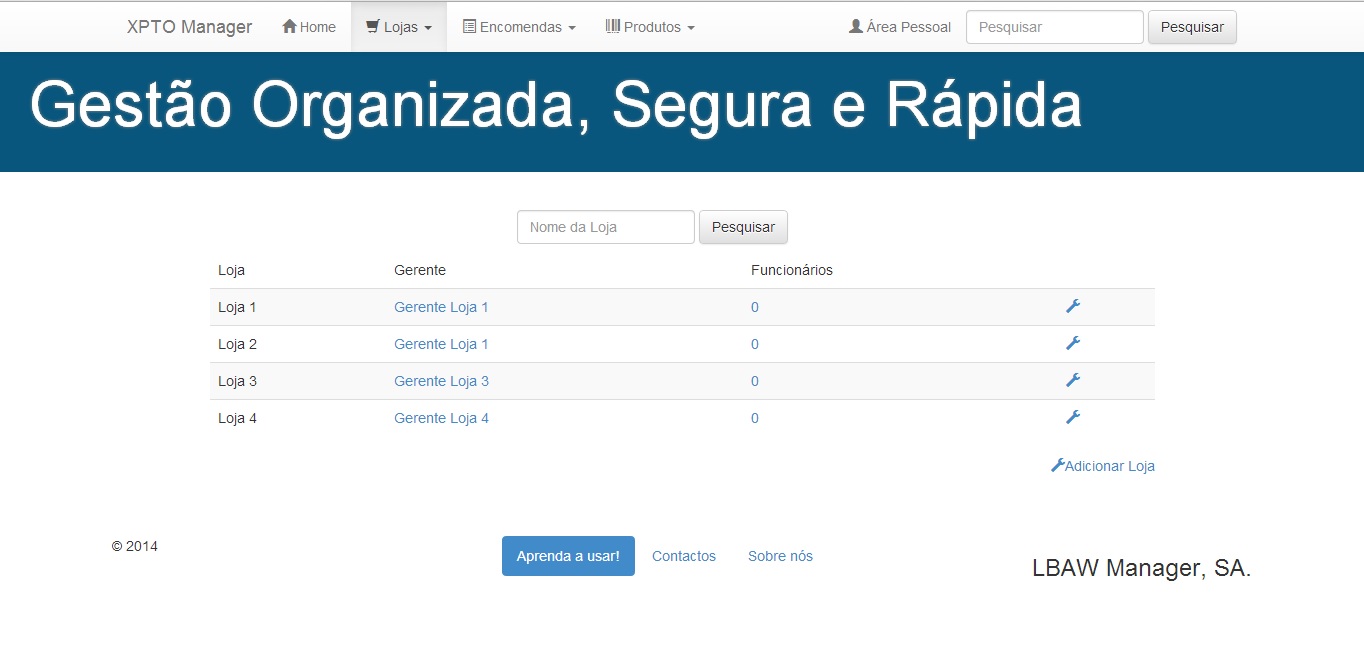 XPTO Manager Home Lojas Encomendas Produtos Área Pessoal Pesquisar Pesquisar
Gestão Organizada, Segura e Rápida
Nome da Loja Pesquisar
Loja Gerente Funcionários
Loja 1 Gerente Loja 1 0
Loja 2 Gerente Loja 1 0
Loja 3 Gerente Loja 3 0
Loja 4 Gerente Loja 4 0
Adicionar Loja
© 2014 Aprenda a usar! Contactos Sobre nós
LBAW Manager, SA.